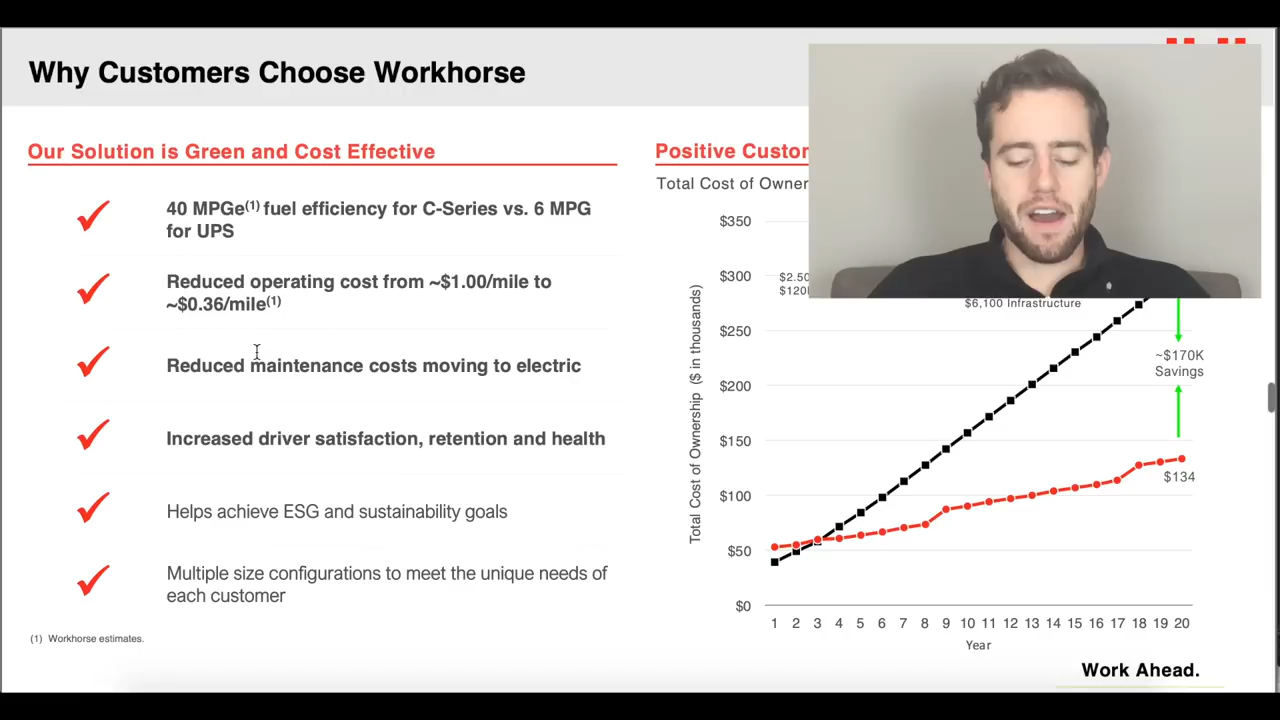 Why Customers Choose Workhorse
Our Solution is Green and Cost Effective
40 MPGe(1) fuel efficiency for C-Series vs. 6 MPG
for UPS
Reduced operating cost from ~$1.00/mile to
~$0.36/mile(1)
Reduced maintenance costs moving to electric
Increased driver satisfaction, retention and health
Helps achieve ESG and sustainability goals
Multiple size configurations to meet the unique needs of
each customer
(1) Workhorse estimates.
Positive
Total Cost of
Total Cost of Ownership ($ in thousands)
$350
$300
$250
$200
$150
$100
$50
$0
$6,100 Infrastructure
~$170K
Savings
$134
1 2 3 4 5 6 7 8 9 10 11 12 13 14 15 16 17 18 19 20
Year
Work Ahead.